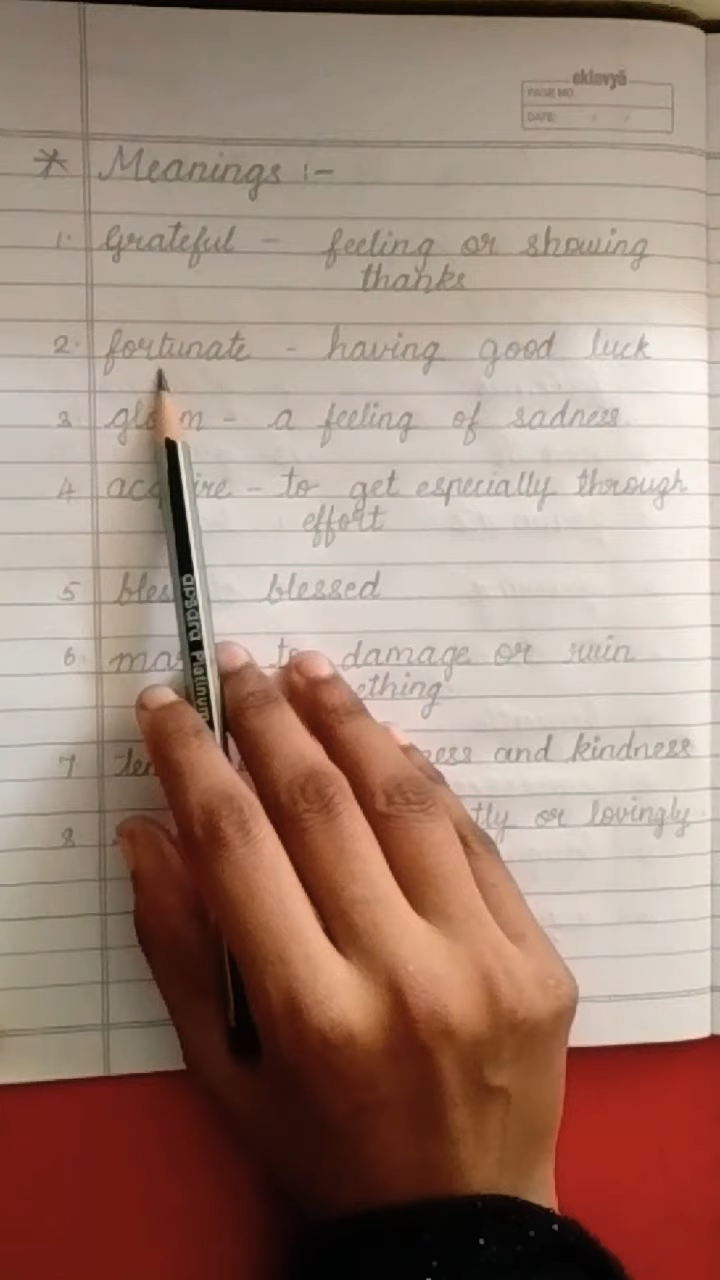 eklavya
PAGE NO.
DATE: / /
* Meanings :-
1. Grateful - feeling or showing
thanks
2. fortunate - having good luck
3. - a feeling of sadness
4. - to get especially through
effort
5. blessed
6. damage or ruin
7. and kindness
8. or lovingly
apsara Platinum